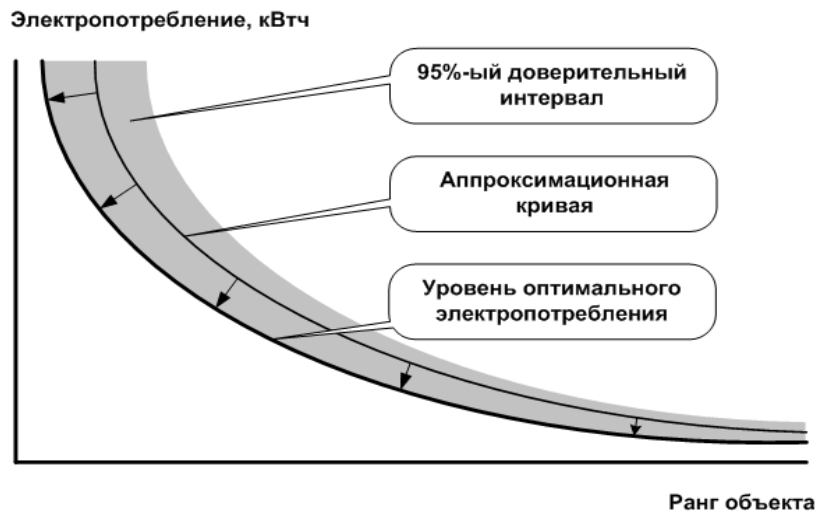 Электропотребление, кВтч
95%-ый доверительный
интервал
Аппроксимационная
кривая
Уровень оптимального
электропотребления
Ранг объекта